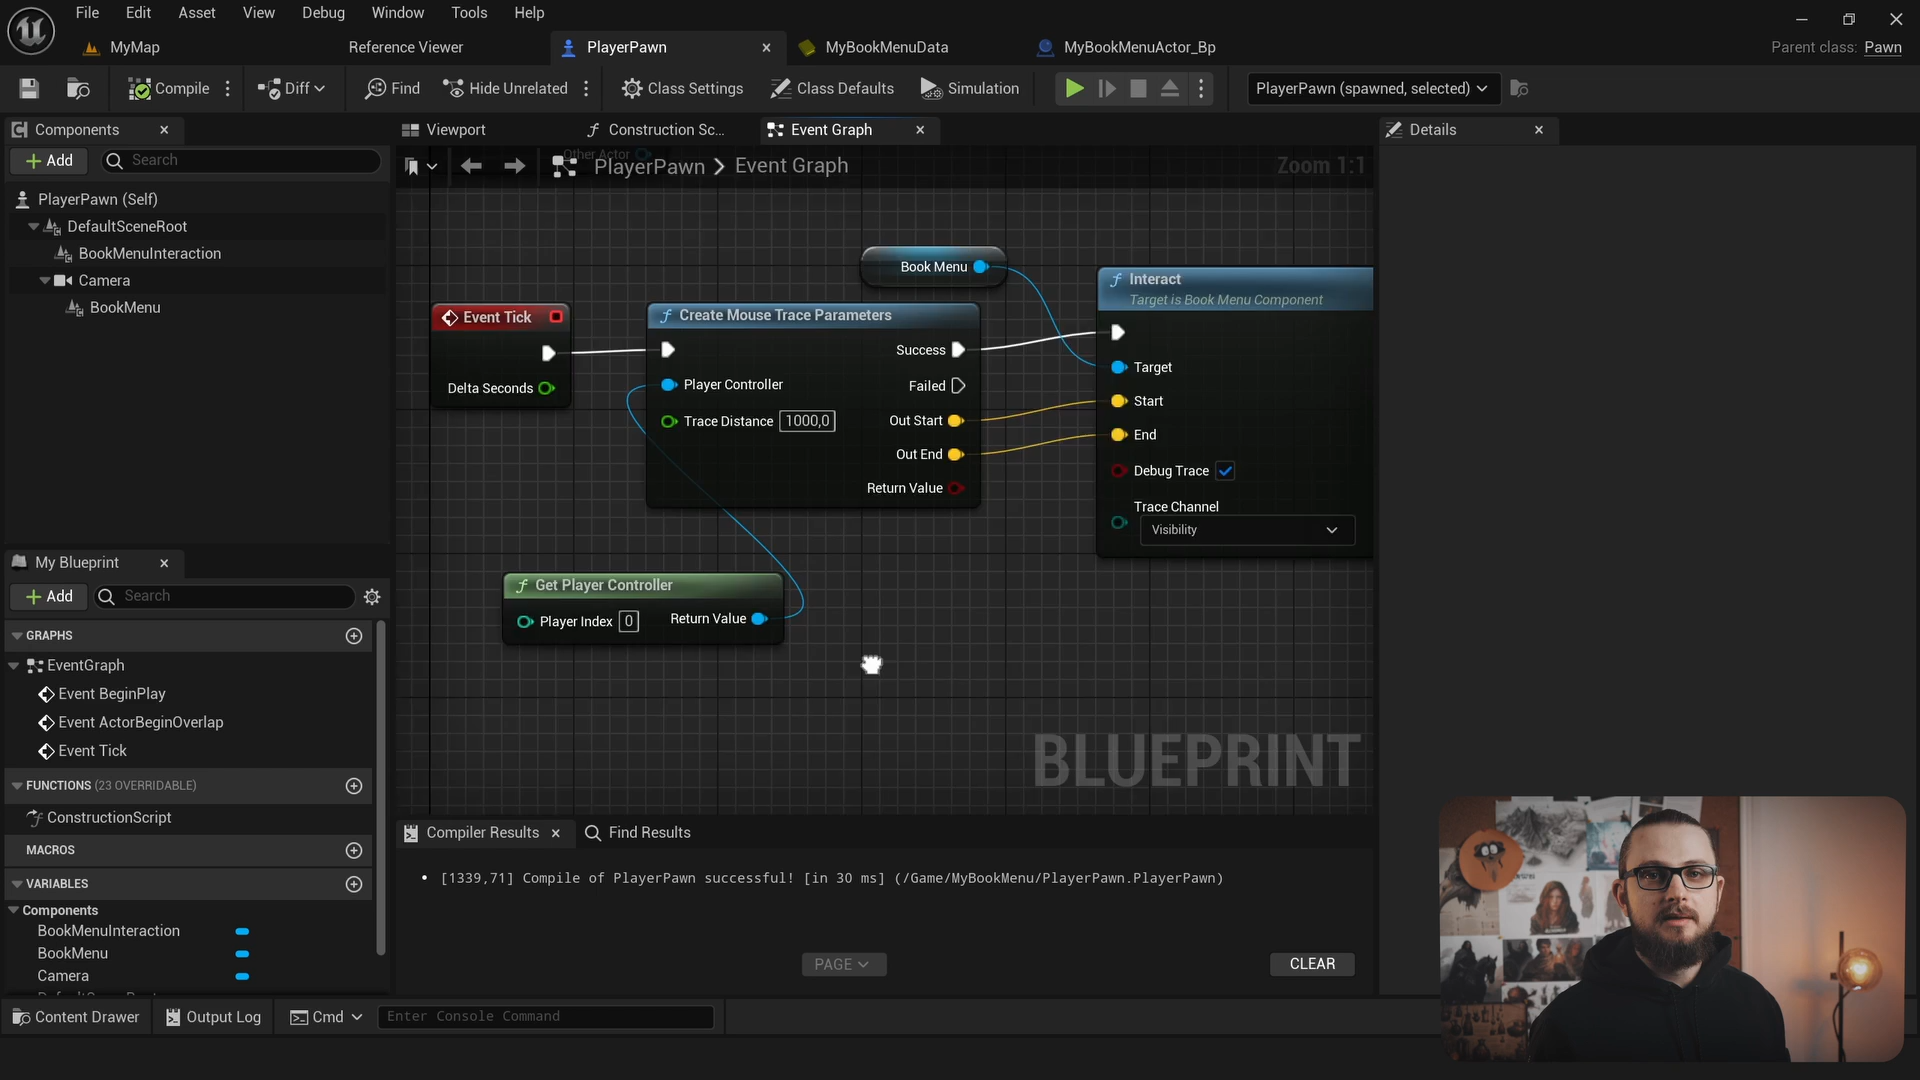 File Edit Asset View Debug Window Tools Help
MyMap Reference Viewer PlayerPawn MyBookMenuData MyBookMenuActor_Bp Parent class: Pawn
Compile Diff Find Hide Unrelated Class Settings Class Defaults Simulation PlayerPawn (spawned, selected)
Components Viewport Construction Sc... Event Graph Details
Add Search
Other Actor
PlayerPawn > Event Graph Zoom 1:1
PlayerPawn (Self)
DefaultSceneRoot
BookMenuInteraction
Camera
BookMenu
Book Menu
Interact
Target is Book Menu Component
Target
Start
End
Debug Trace
Trace Channel
Visibility
Event Tick
Delta Seconds
Create Mouse Trace Parameters
Success
Player Controller Failed
Trace Distance 1000,0 Out Start
Out End
Return Value
Get Player Controller
Player Index 0 Return Value
BLUEPRINT
My Blueprint
Add Search
GRAPHS
EventGraph
Event BeginPlay
Event ActorBeginOverlap
Event Tick
FUNCTIONS (23 OVERRIDABLE)
ConstructionScript
MACROS
VARIABLES
Components
BookMenuInteraction
BookMenu
Camera
Compiler Results Find Results
• [1339,71] Compile of PlayerPawn successful! [in 30 ms] (/Game/MyBookMenu/PlayerPawn.PlayerPawn)
PAGE CLEAR
Content Drawer Output Log Cmd Enter Console Command